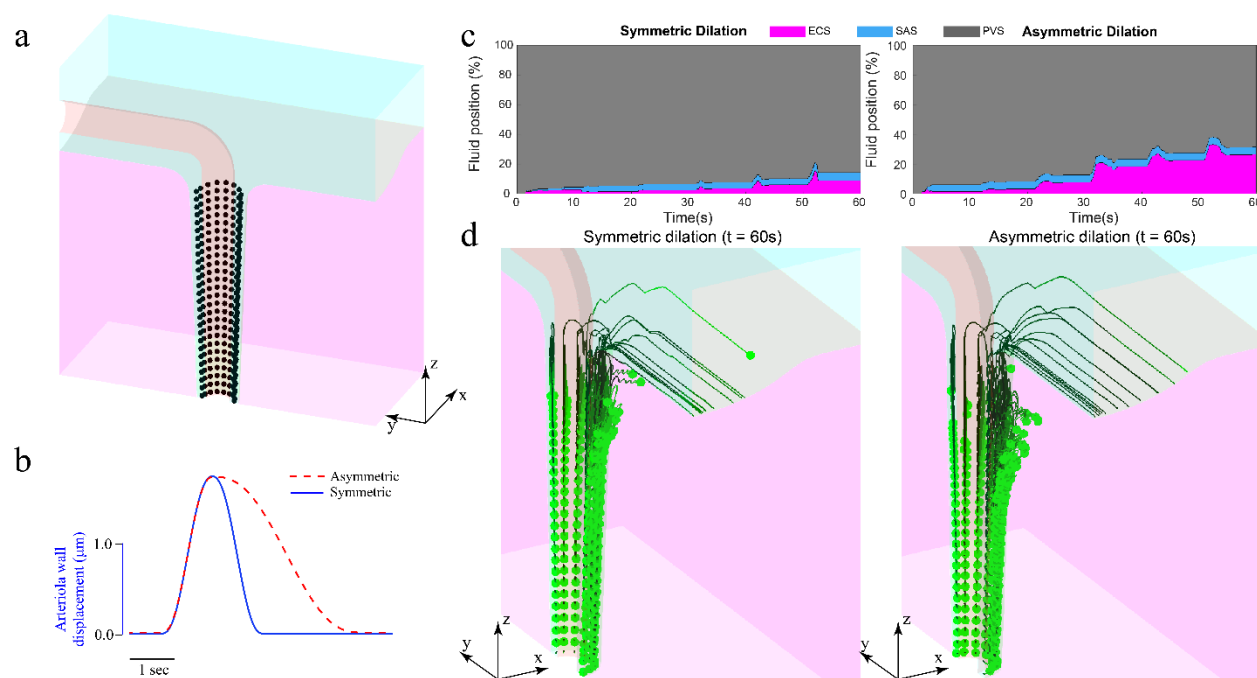 a
z
x
y
b
Asymmetric
Symmetric
Arteriola wall
displacement (μm)
1.0
0.0
1 sec
c
Symmetric Dilation
ECS
SAS
PVS
Asymmetric Dilation
Fluid position (%)
100
80
60
40
20
0
0
10
20
30
40
50
60
Time(s)
Fluid position (%)
100
80
60
40
20
0
0
10
20
30
40
50
60
Time(s)
d
Symmetric dilation (t = 60s)
Asymmetric dilation (t = 60s)
z
y
x
z
y
x